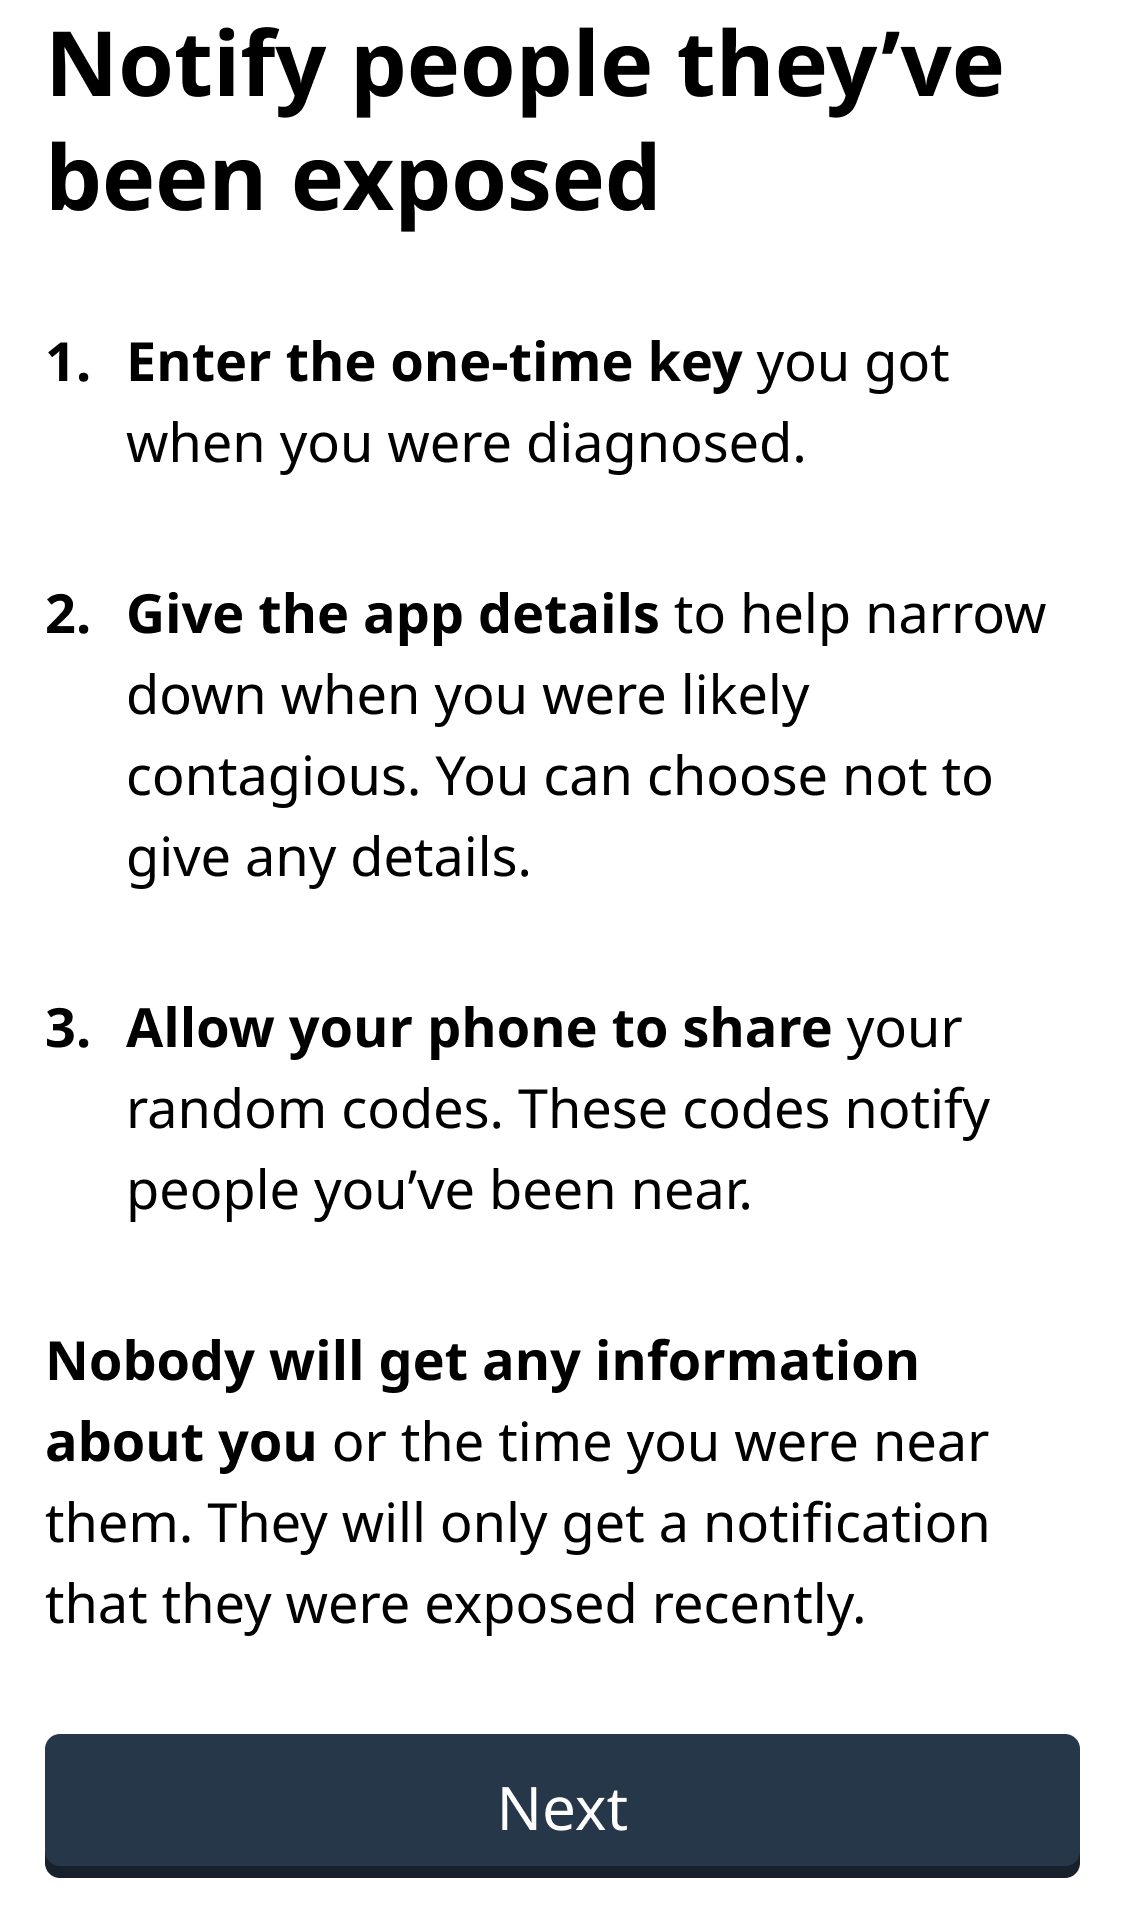 Notify people they’ve
been exposed
1. Enter the one-time key you got
when you were diagnosed.
2. Give the app details to help narrow
down when you were likely
contagious. You can choose not to
give any details.
3. Allow your phone to share your
random codes. These codes notify
people you’ve been near.
Nobody will get any information
about you or the time you were near
them. They will only get a notification
that they were exposed recently.
Next